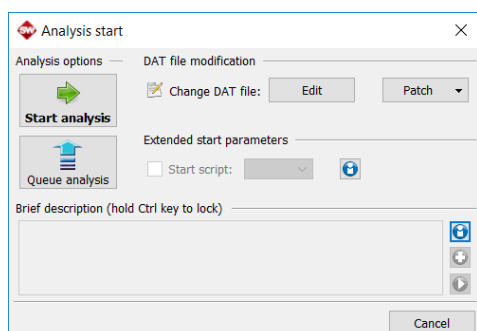 SW Analysis start
Analysis options
DAT file modification
Change DAT file:
Edit
Patch
Start analysis
Extended start parameters
Start script:
Queue analysis
Brief description (hold Ctrl key to lock)
Cancel